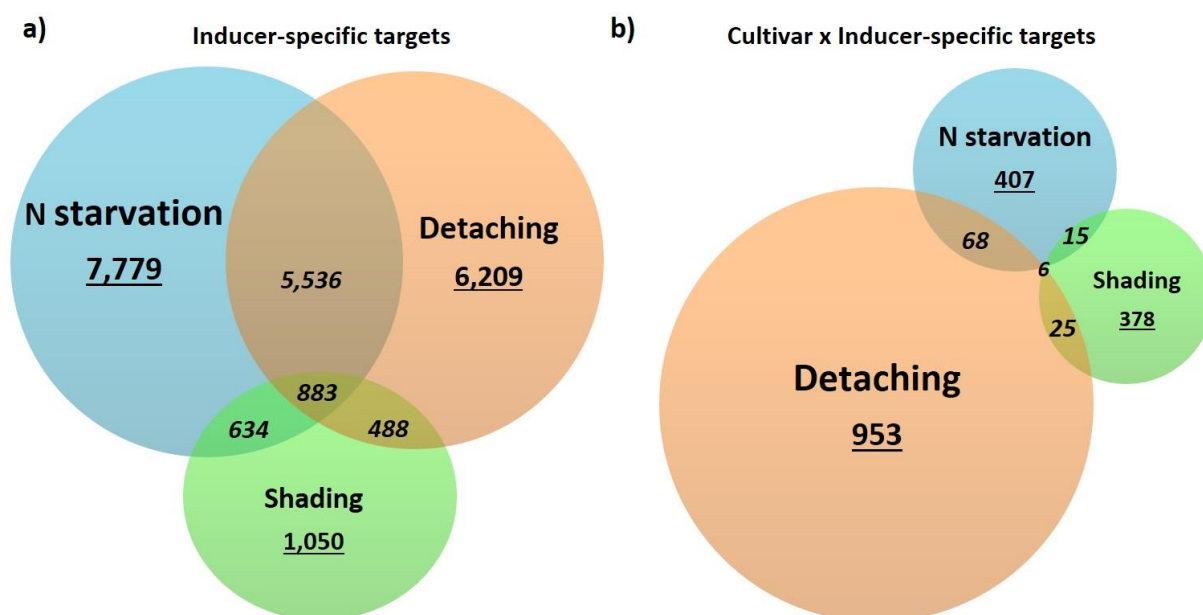 a)
Inducer-specific targets
N starvation
7,779
Detaching
6,209
5,536
883
634
488
Shading
1,050
b)
Cultivar x Inducer-specific targets
N starvation
407
68
15
6
Shading
378
25
Detaching
953